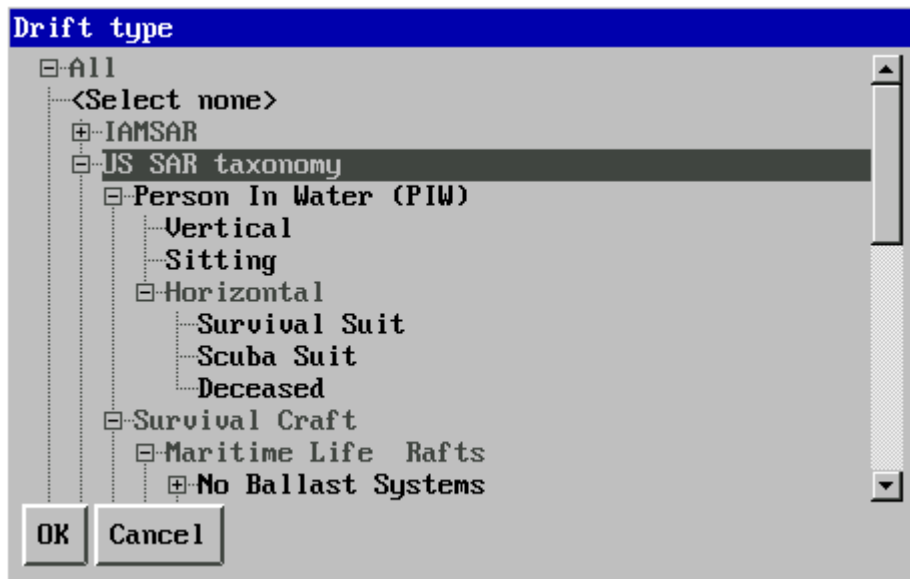 Drift type
All
<Select none>
IAMSAR
US SAR taxonomy
Person In Water (PIW)
Vertical
Sitting
Horizontal
Survival Suit
Scuba Suit
Deceased
Survival Craft
Maritime Life  Rafts
No Ballast Systems
OK Cancel